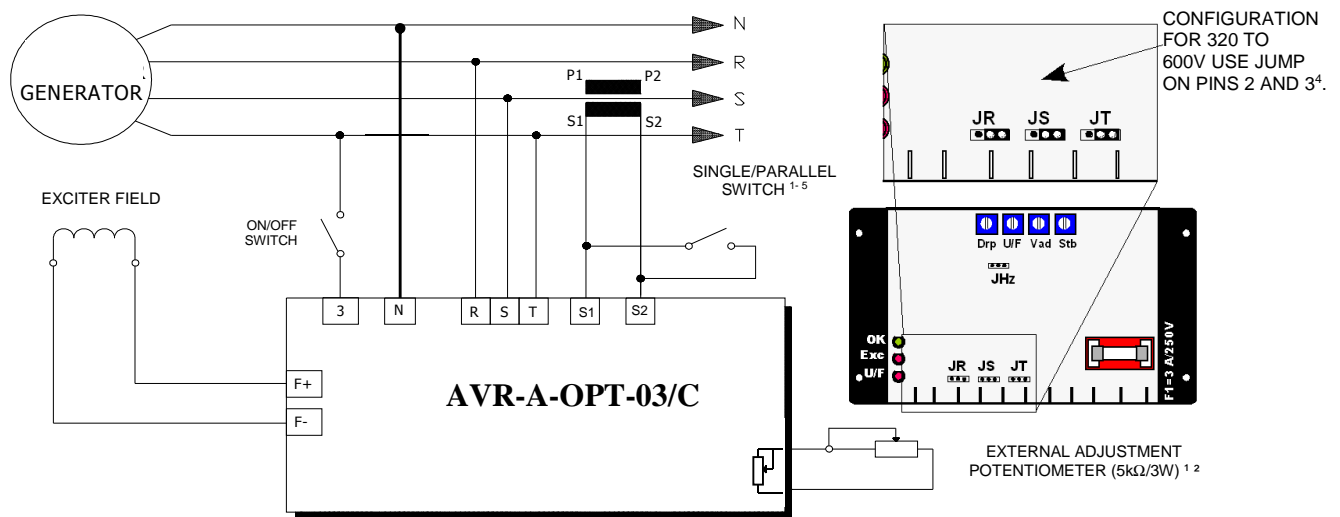 GENERATOR
N
R
S
T
P1 P2
S1 S2
SINGLE/PARALLEL
SWITCH ¹⁻⁵
EXCITER FIELD
ON/OFF
SWITCH
3 N R S T S1 S2
F+
F-
AVR-A-OPT-03/C
EXTERNAL ADJUSTMENT
POTENTIOMETER (5kΩ/3W) ¹ ²
CONFIGURATION
FOR 320 TO
600V USE JUMP
ON PINS 2 AND 3⁴.
JR JS JT
Drp U/F Vad Stb
JHz
OK
Exc
U/F
JR JS JT
F1=3 A/250V